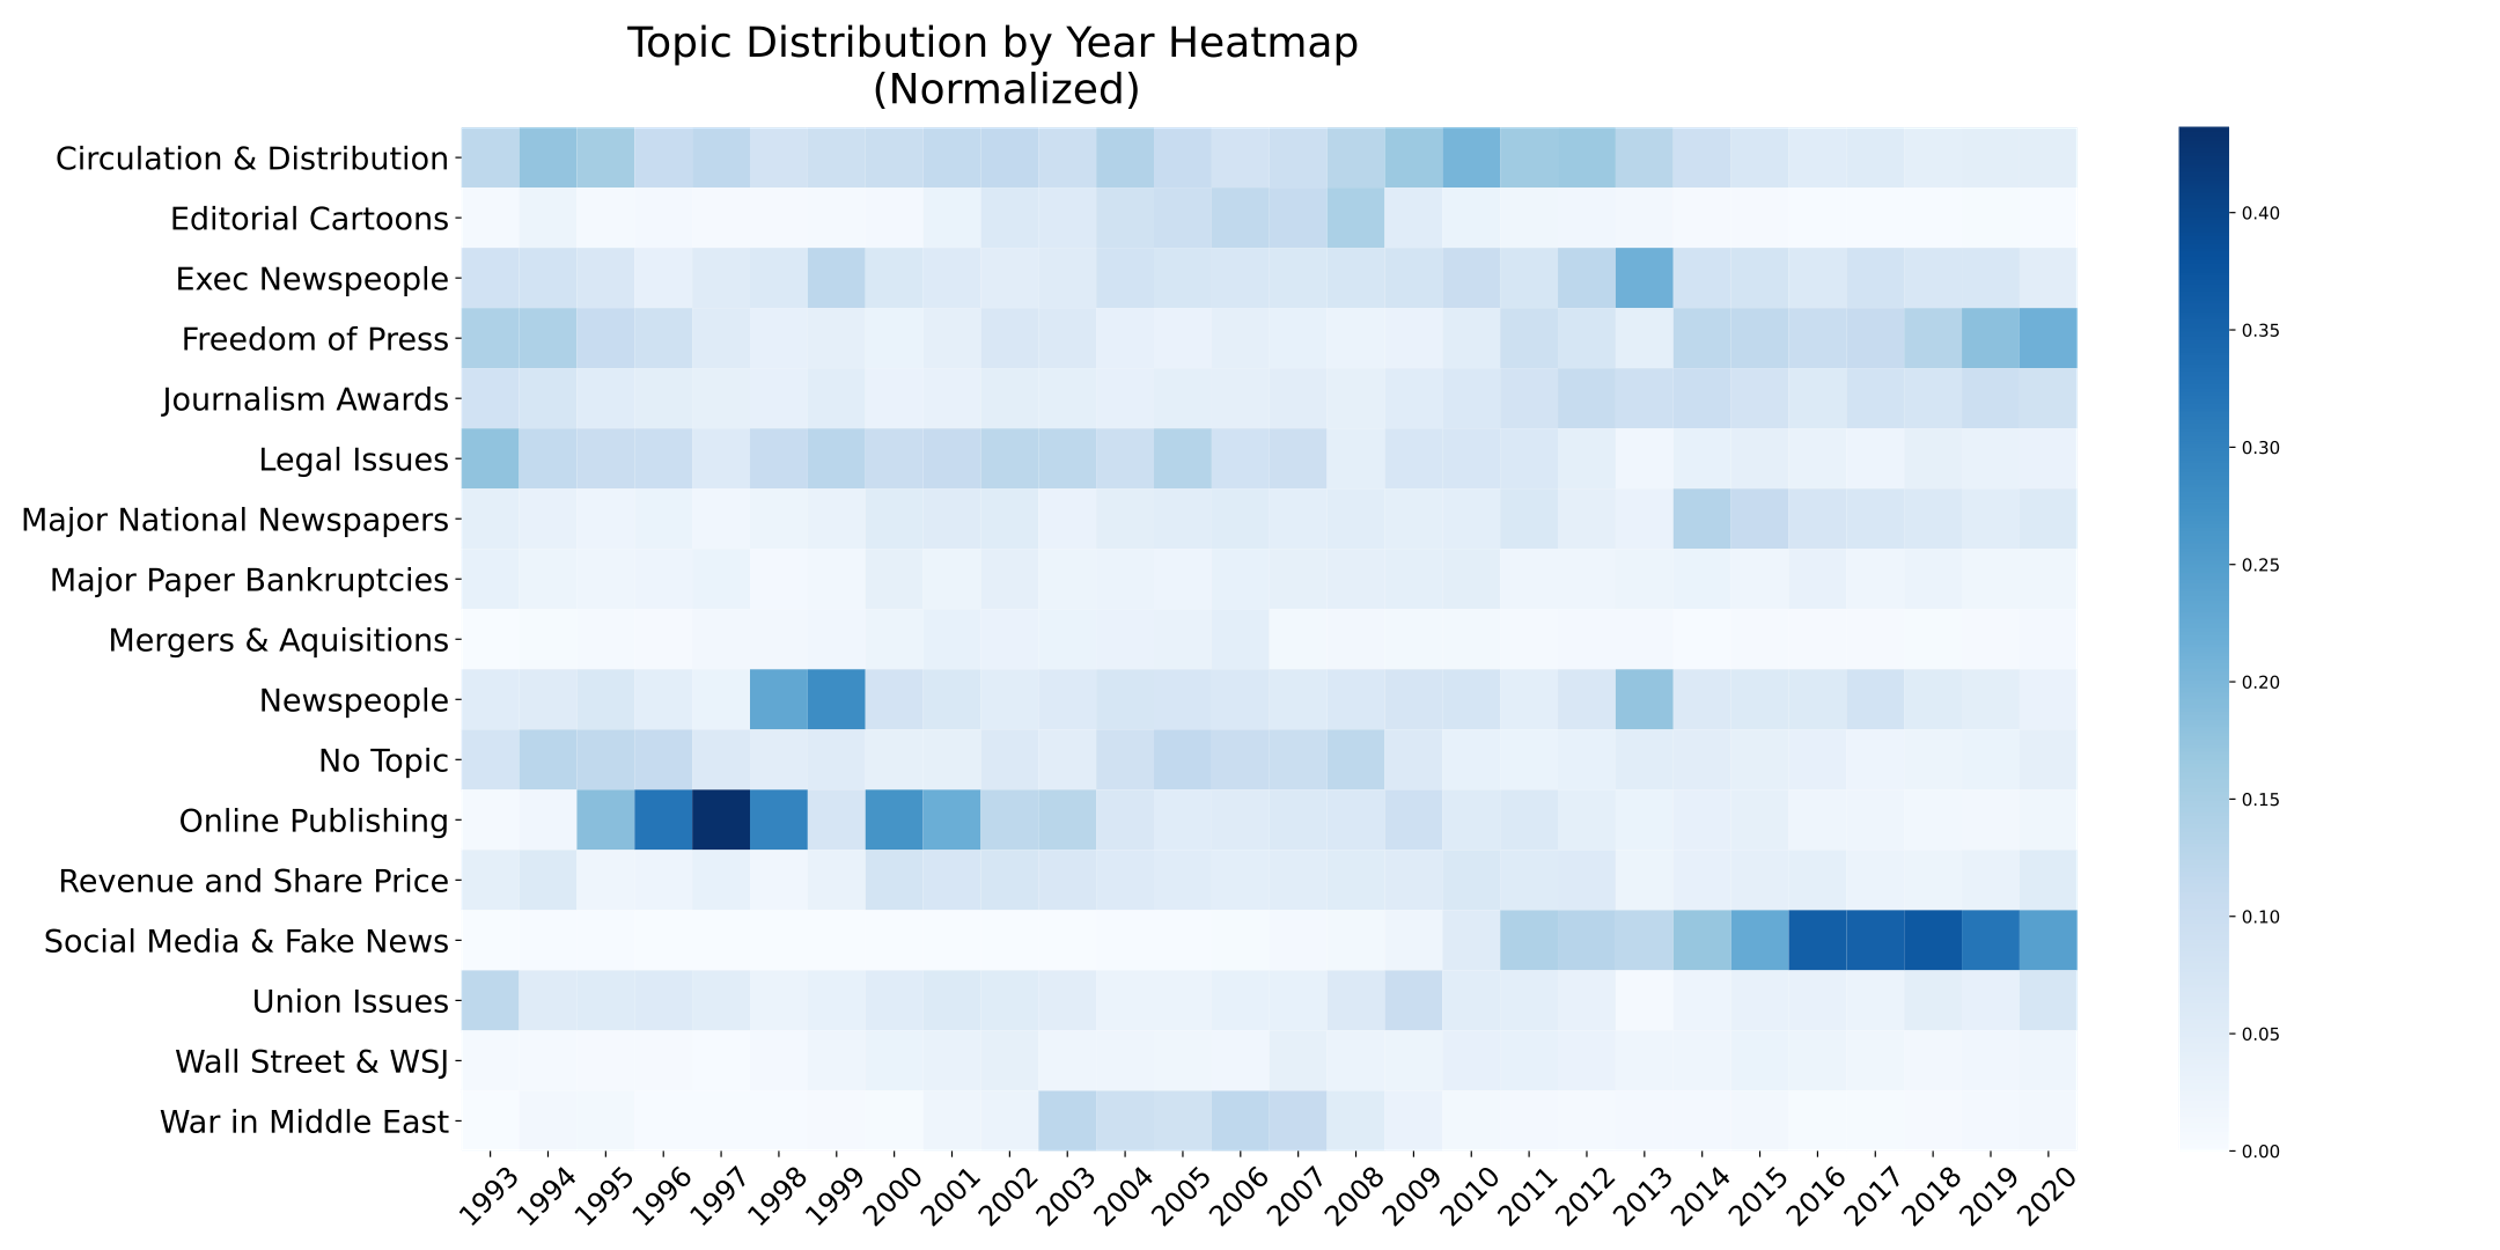 Topic Distribution by Year Heatmap
(Normalized)
Circulation & Distribution
Editorial Cartoons
Exec Newspeople
Freedom of Press
Journalism Awards
Legal Issues
Major National Newspapers
Major Paper Bankruptcies
Mergers & Aquisitions
Newspeople
No Topic
Online Publishing
Revenue and Share Price
Social Media & Fake News
Union Issues
Wall Street & WSJ
War in Middle East
1993 1994 1995 1996 1997 1998 1999 2000 2001 2002 2003 2004 2005 2006 2007 2008 2009 2010 2011 2012 2013 2014 2015 2016 2017 2018 2019 2020
0.40
0.35
0.30
0.25
0.20
0.15
0.10
0.05
0.00